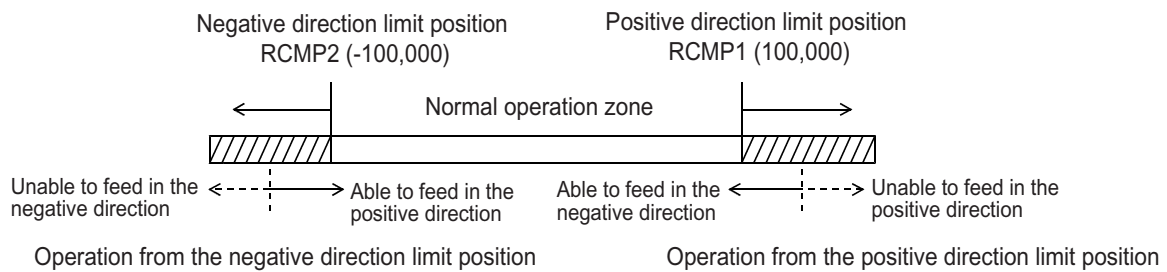 Negative direction limit position
RCMP2 (-100,000)
Positive direction limit position
RCMP1 (100,000)
Normal operation zone
Unable to feed in the
negative direction
Able to feed in the
positive direction
Able to feed in the
negative direction
Unable to feed in the
positive direction
Operation from the negative direction limit position
Operation from the positive direction limit position